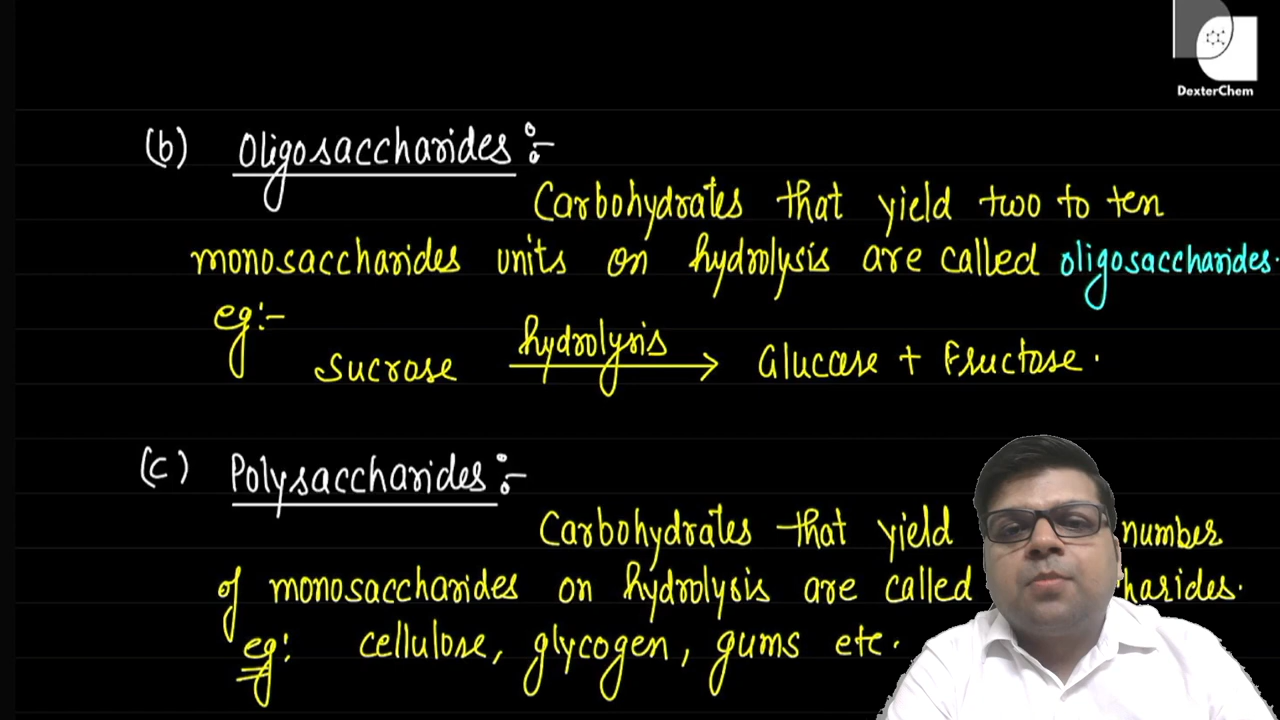 DexterChem
(b) Oligosaccharides :-
Carbohydrates that yield two to ten
monosaccharides units on hydrolysis are called oligosaccharides.
eg:-
Sucrose hydrolysis → Glucose + Fructose.
(c) Polysaccharides :-
Carbohydrates that yield number
of monosaccharides on hydrolysis are called harides.
eg: cellulose, glycogen, gums etc.